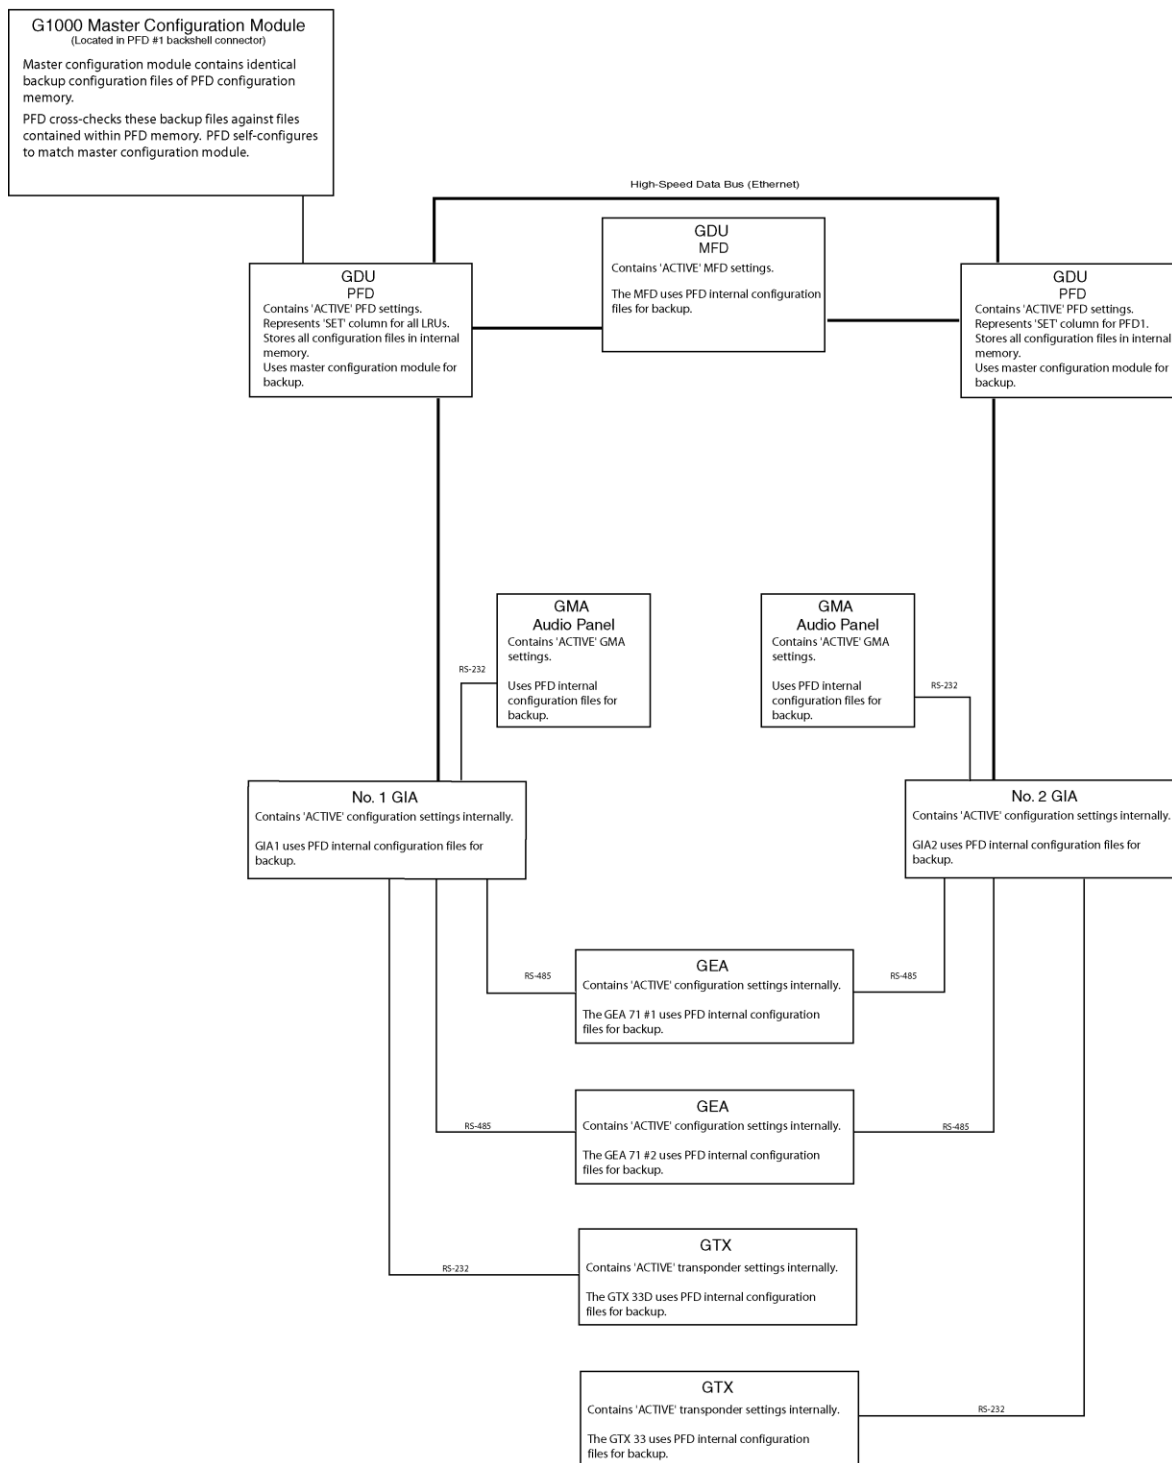 G1000 Master Configuration Module
(Located in PFD #1 backshell connector)
Master configuration module contains identical
backup configuration files of PFD configuration
memory.
PFD cross-checks these backup files against files
contained within PFD memory. PFD self-configures
to match master configuration module.
High-Speed Data Bus (Ethernet)
GDU
MFD
Contains 'ACTIVE' MFD settings.
The MFD uses PFD internal configuration
files for backup.
GDU
PFD
Contains 'ACTIVE' PFD settings.
Represents 'SET' column for all LRUs.
Stores all configuration files in internal
memory.
Uses master configuration module for
backup.
GDU
PFD
Contains 'ACTIVE' PFD settings.
Represents 'SET' column for PFD1.
Stores all configuration files in internal
memory.
Uses master configuration module for
backup.
GMA
Audio Panel
Contains 'ACTIVE' GMA
settings.
Uses PFD internal
configuration files for
backup.
RS-232
GMA
Audio Panel
Contains 'ACTIVE' GMA
settings.
Uses PFD internal
configuration files for
backup.
RS-232
No. 1 GIA
Contains 'ACTIVE' configuration settings internally.
GIA1 uses PFD internal configuration files for
backup.
No. 2 GIA
Contains 'ACTIVE' configuration settings internally.
GIA2 uses PFD internal configuration files for
backup.
RS-485
GEA
Contains 'ACTIVE' configuration settings internally.
The GEA 71 #1 uses PFD internal configuration
files for backup.
RS-485
RS-485
GEA
Contains 'ACTIVE' configuration settings internally.
The GEA 71 #2 uses PFD internal configuration
files for backup.
RS-485
RS-232
GTX
Contains 'ACTIVE' transponder settings internally.
The GTX 33D uses PFD internal configuration
files for backup.
GTX
Contains 'ACTIVE' transponder settings internally.
The GTX 33 uses PFD internal configuration
files for backup.
RS-232